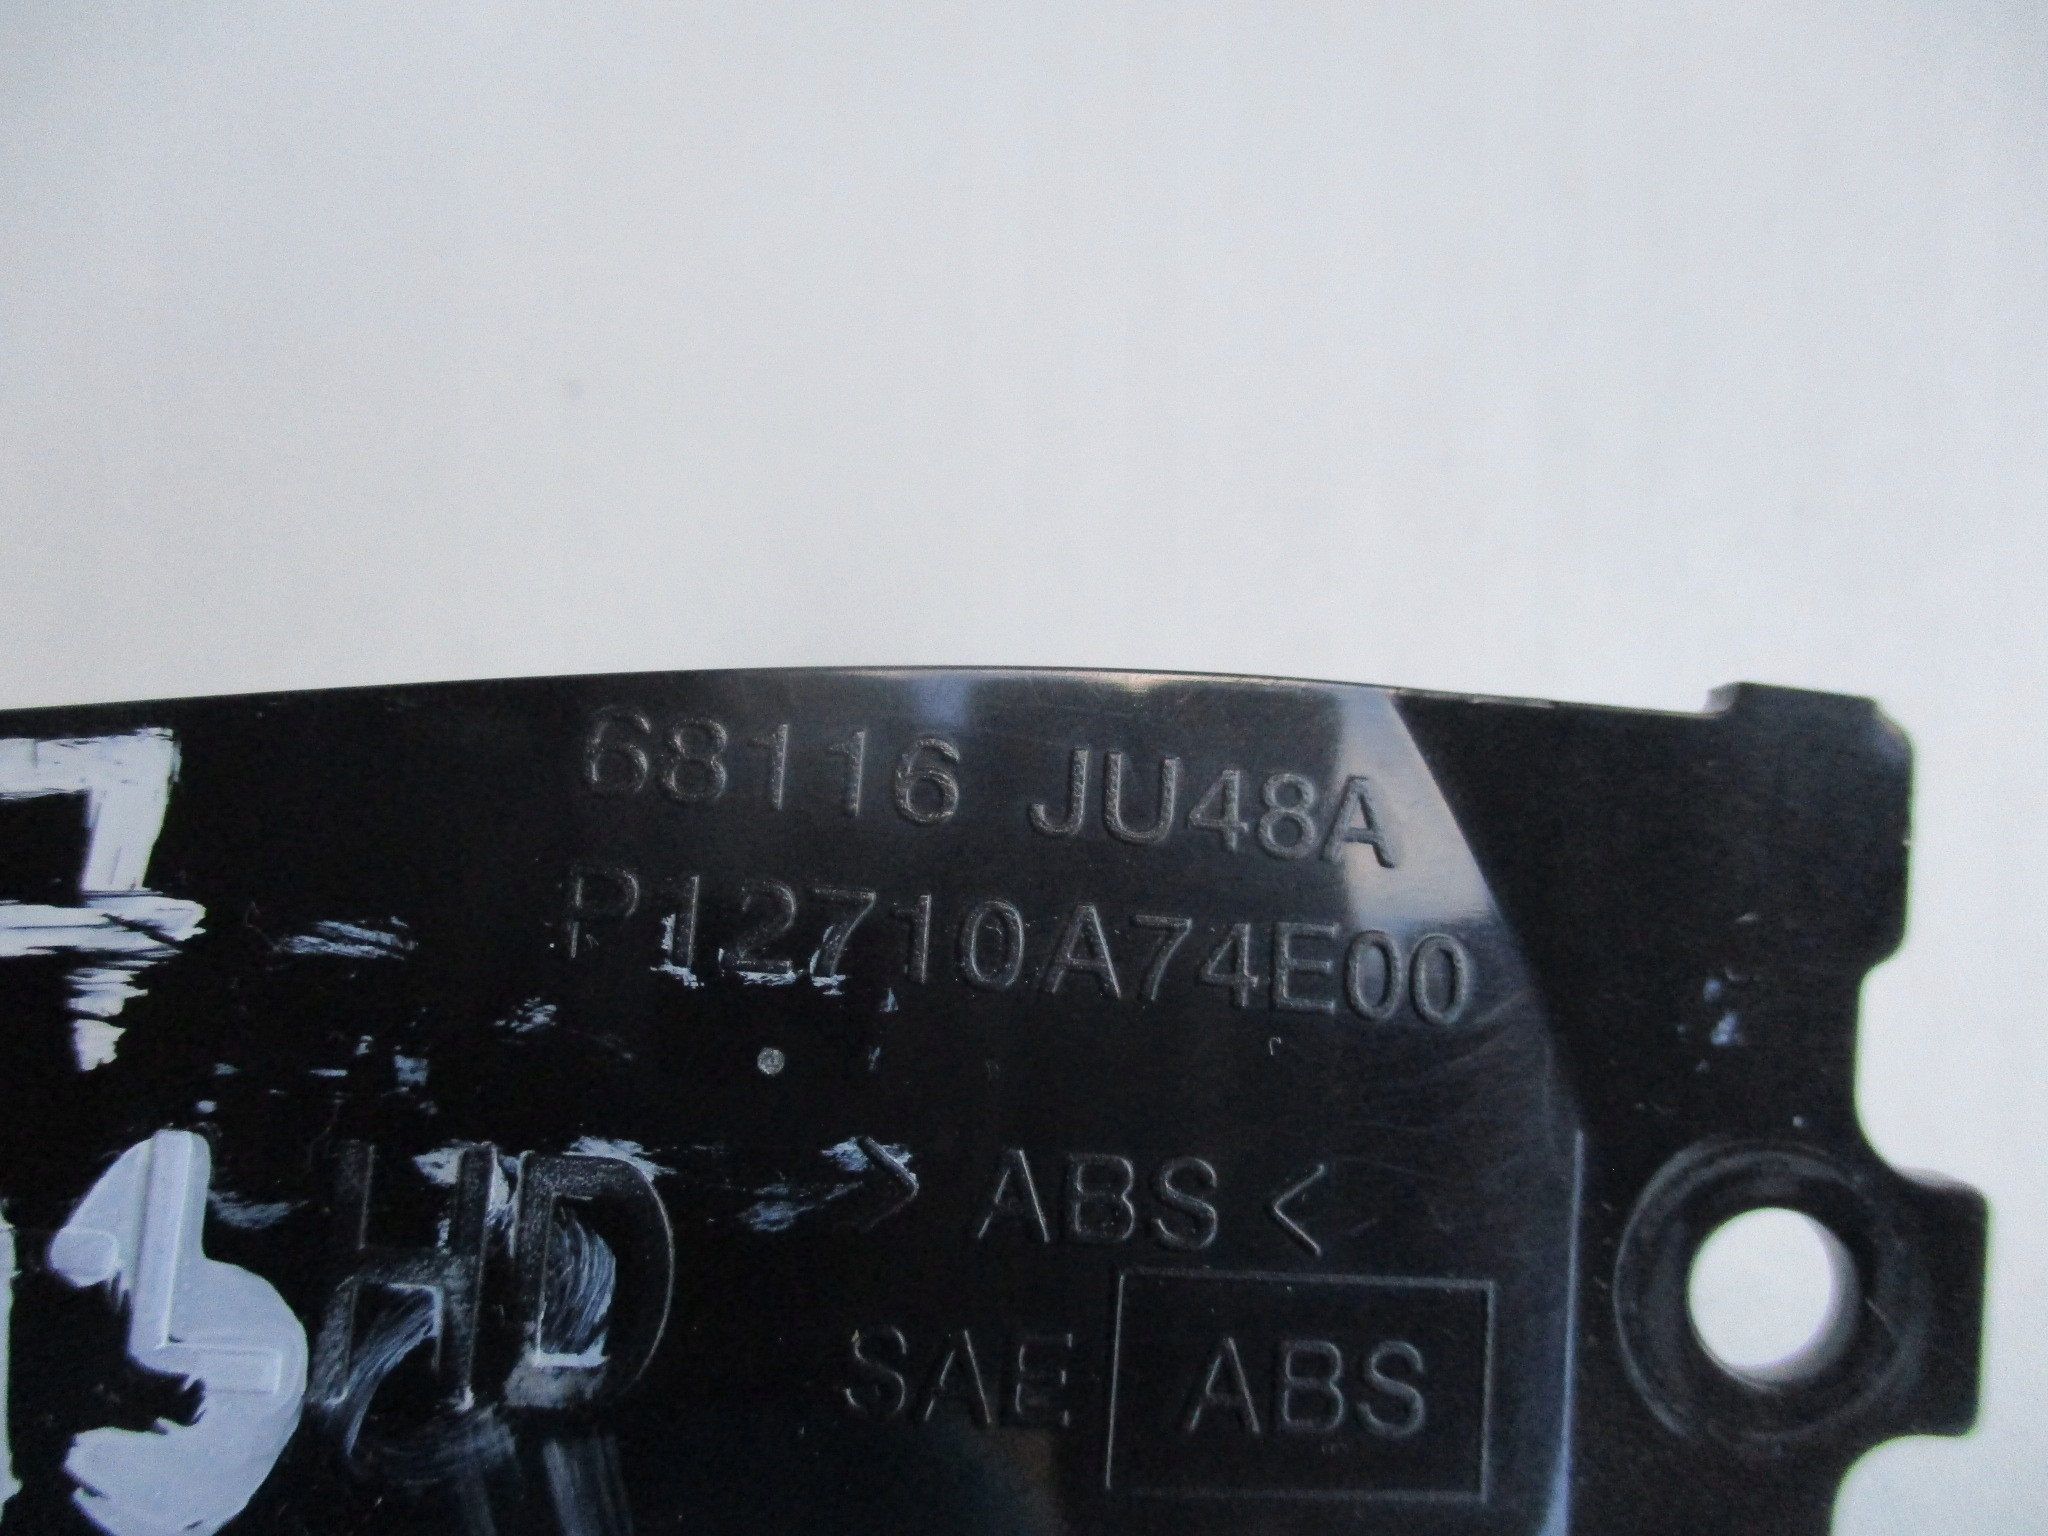 68116 JU48A
P12710A74E00
HD > ABS <
SAE ABS